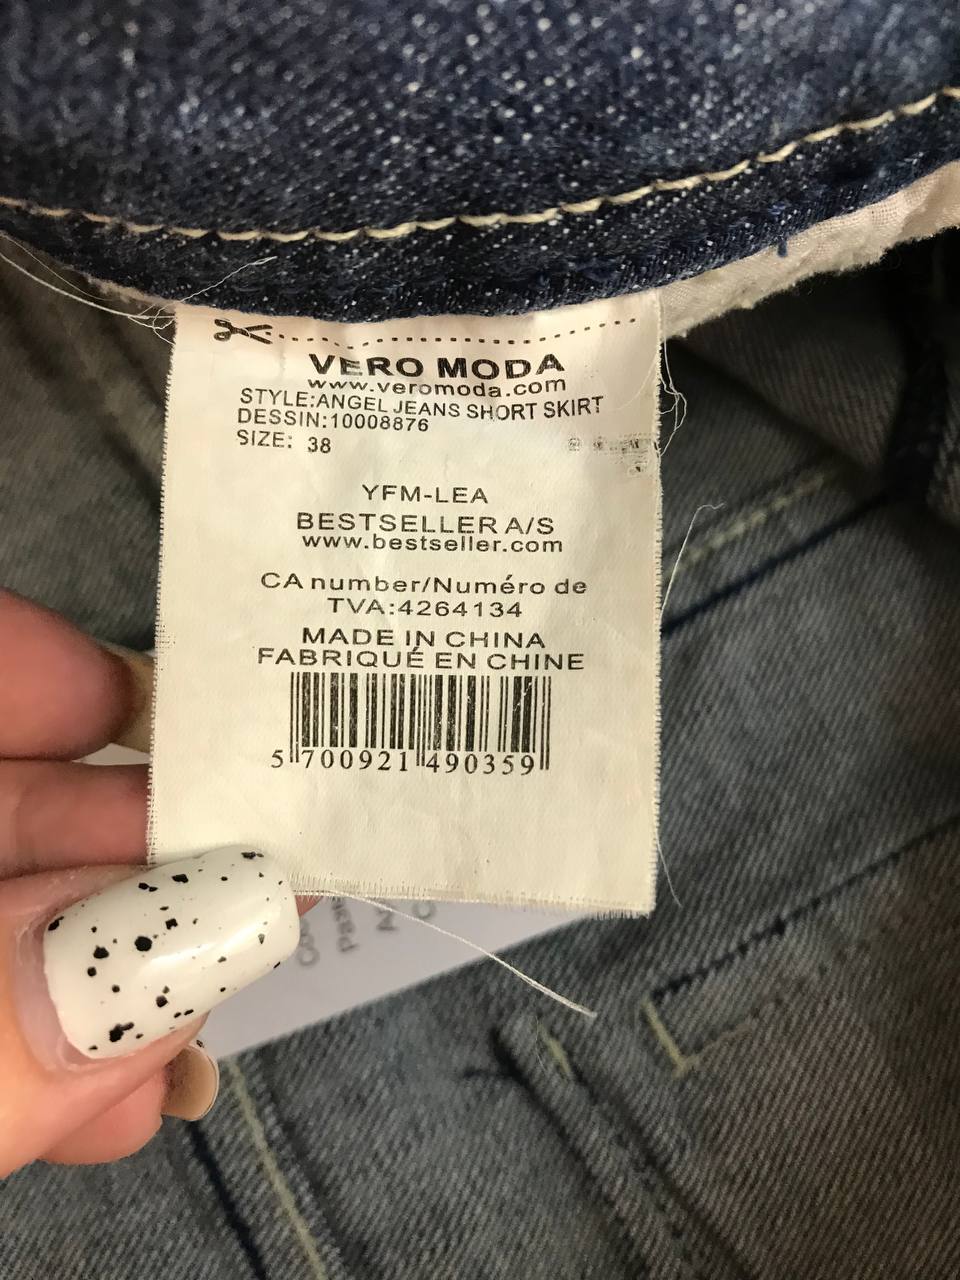 VERO MODA
www.veromoda.com
STYLE:ANGEL JEANS SHORT SKIRT
DESSIN:10008876
SIZE: 38
YFM-LEA
BESTSELLER A/S
www.bestseller.com
CA number/Numéro de
TVA:4264134
MADE IN CHINA
FABRIQUÉ EN CHINE
5 700921 490359